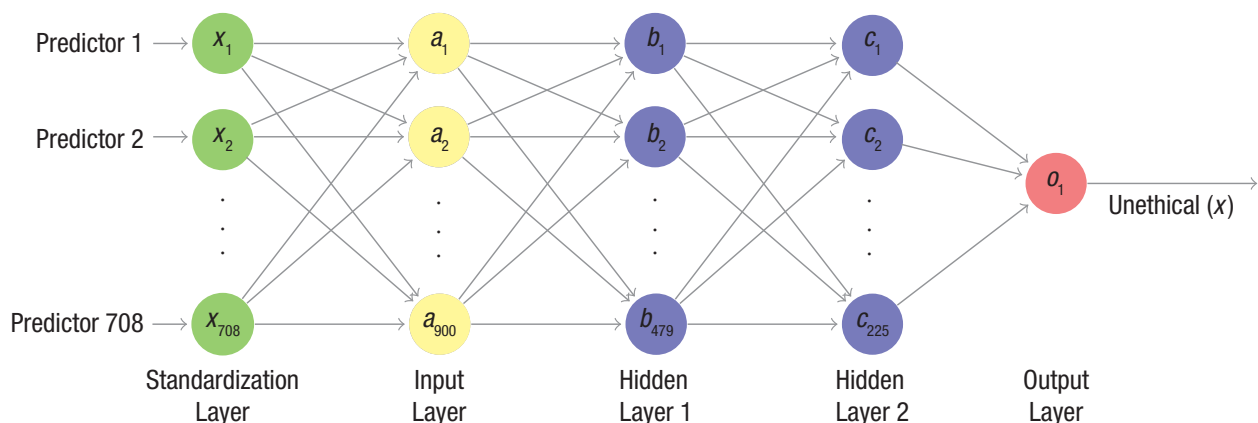 Predictor 1
x1
a1
b1
c1
Predictor 2
x2
a2
b2
c2
o1
Unethical (x)
Predictor 708
x708
a900
b479
c225
Standardization
Layer
Input
Layer
Hidden
Layer 1
Hidden
Layer 2
Output
Layer